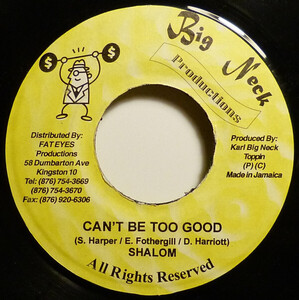 Big Neck
Productions
$ $
Distributed By:
FAT EYES
Productions
58 Dumbarton Ave
Kingston 10
Tel: (876) 754-3669
(876) 754-3670
Fax: (876) 920-6306
Produced By:
Karl Big Neck
Toppin
(P) (C)
Made in Jamaica
CAN'T BE TOO GOOD
(S. Harper / E. Fothergill / D. Harriott)
SHALOM
All Rights Reserved